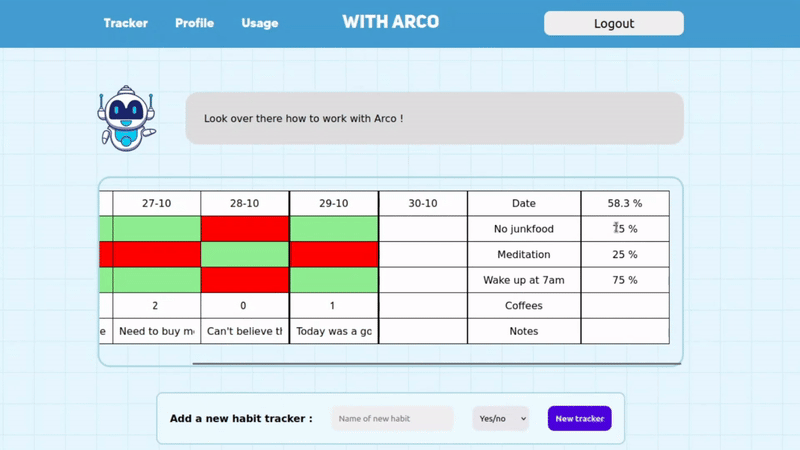 Tracker Profile Usage WITH ARCO Logout
Look over there how to work with Arco !
27-10 28-10 29-10 30-10 Date 58.3 %
No junkfood 75 %
Meditation 25 %
Wake up at 7am 75 %
2 0 1 Coffees
e Need to buy mo Can't believe th Today was a go Notes
Add a new habit tracker : Name of new habit Yes/no New tracker